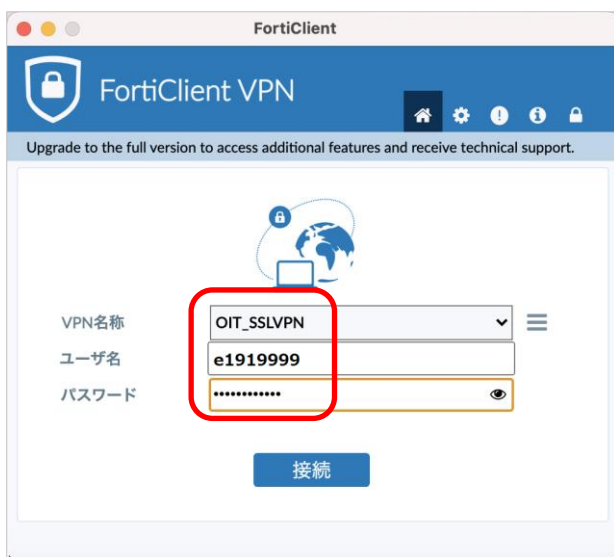 FortiClient
FortiClient VPN
Upgrade to the full version to access additional features and receive technical support.
VPN名称 OIT_SSLVPN
ユーザ名 e1919999
パスワード ••••••••••••
接続